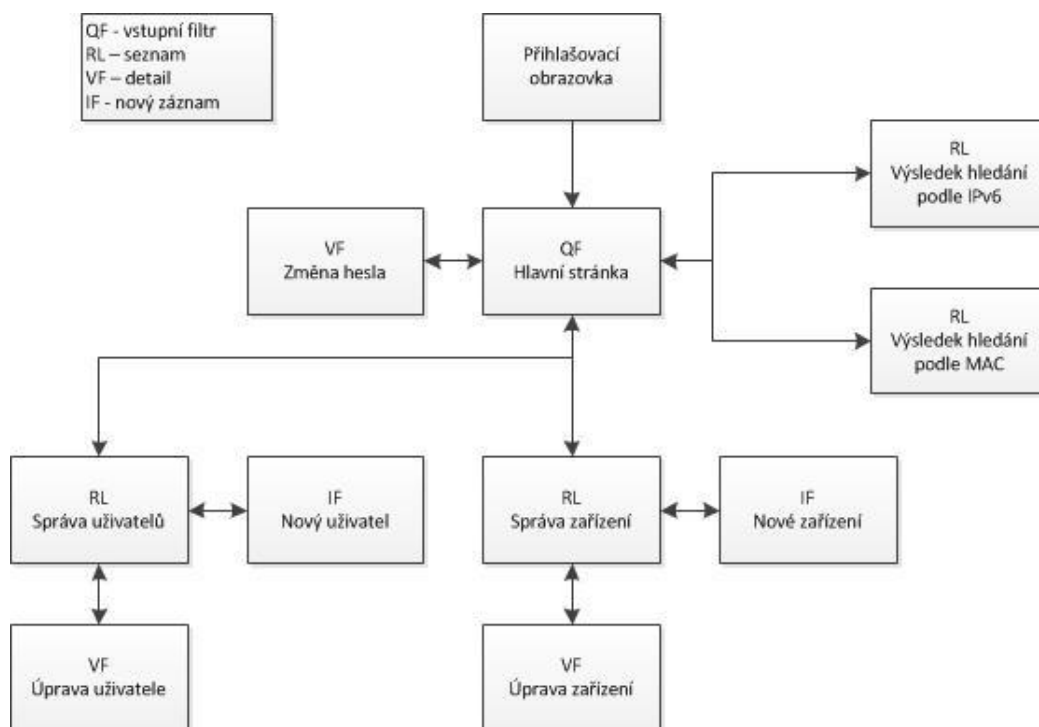 QF - vstupní filtr
RL – seznam
VF – detail
IF - nový záznam
Přihlašovací
obrazovka
RL
Výsledek hledání
podle IPv6
VF
Změna hesla
QF
Hlavní stránka
RL
Výsledek hledání
podle MAC
RL
Správa uživatelů
IF
Nový uživatel
RL
Správa zařízení
IF
Nové zařízení
VF
Úprava uživatele
VF
Úprava zařízení